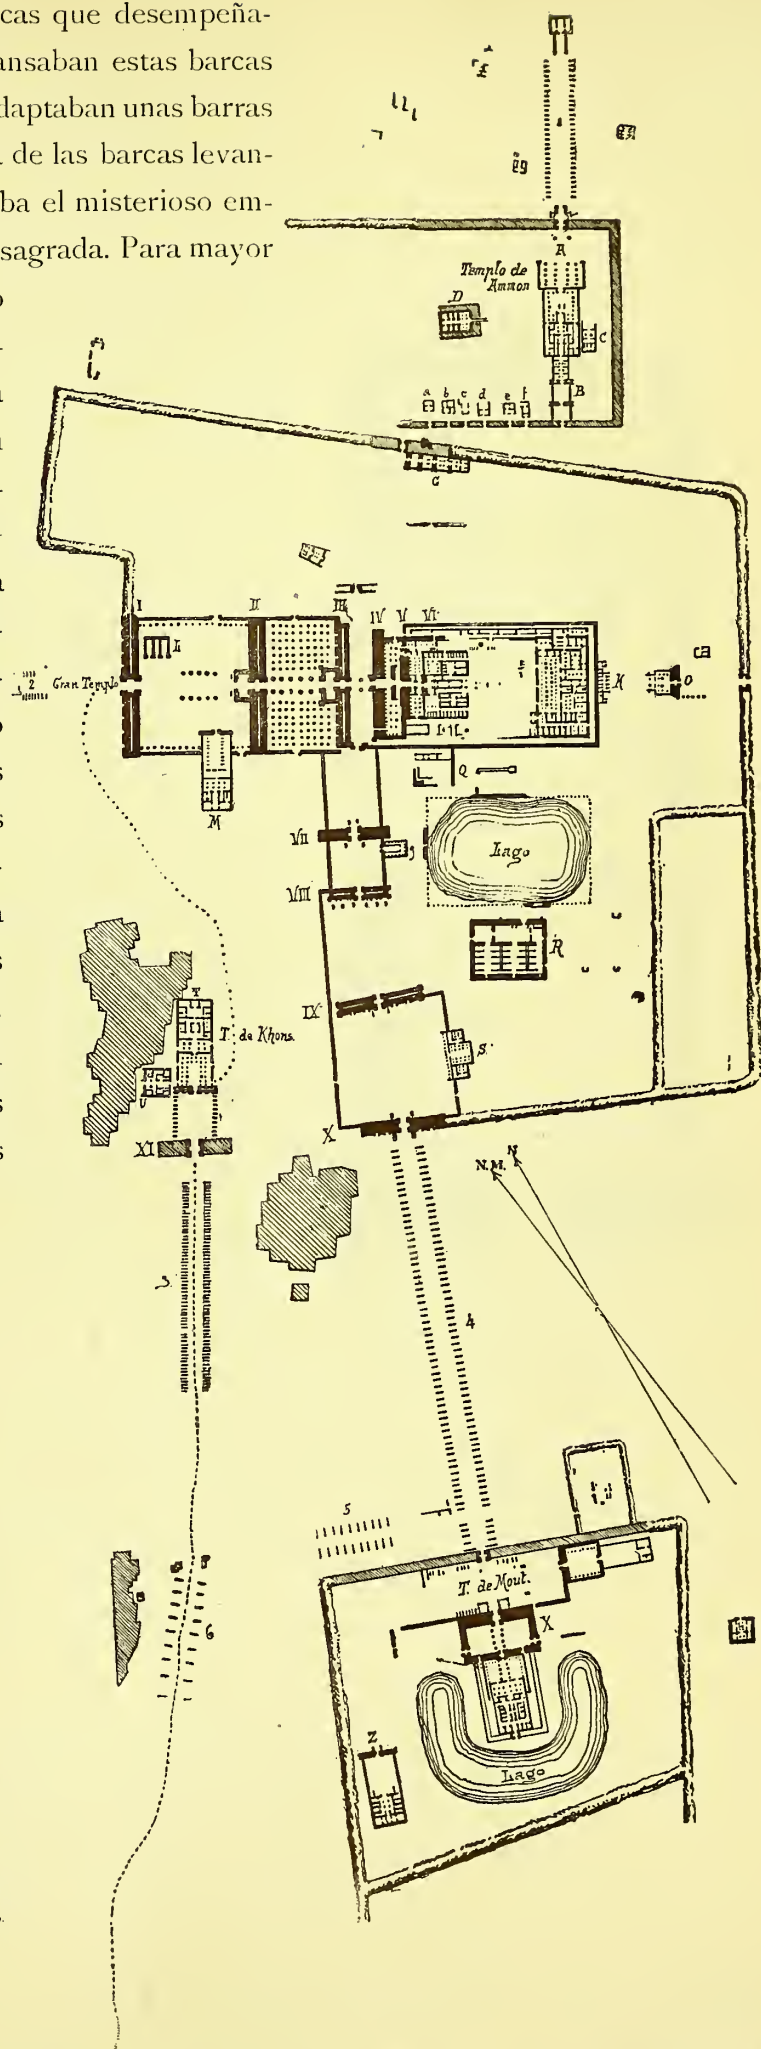 cas que desempeña-
ansaban estas barcas
daptaban unas barras
de las barcas levan-
ba el misterioso em-
sagrada. Para mayor
A
Templo de
Ammon
D
C
B
a b c d e f
G
I II III IV V VI
L
2 Gran Templo
O
M
Q
VII
Lago
VIII
R
IX
T. de Khons.
S.
X
XI
N.M. N
3
4
5
T. de Mout.
X
6
Z
Lago